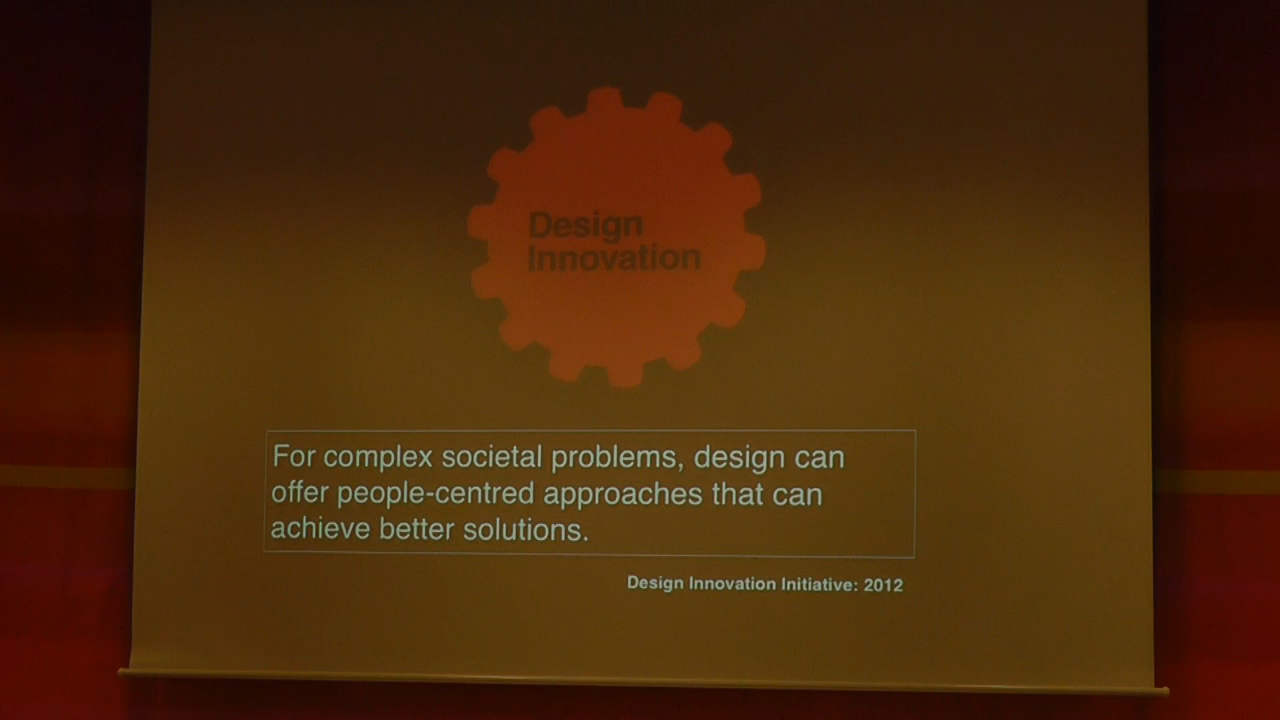 Design
Innovation
For complex societal problems, design can
offer people-centred approaches that can
achieve better solutions.
Design Innovation Initiative: 2012